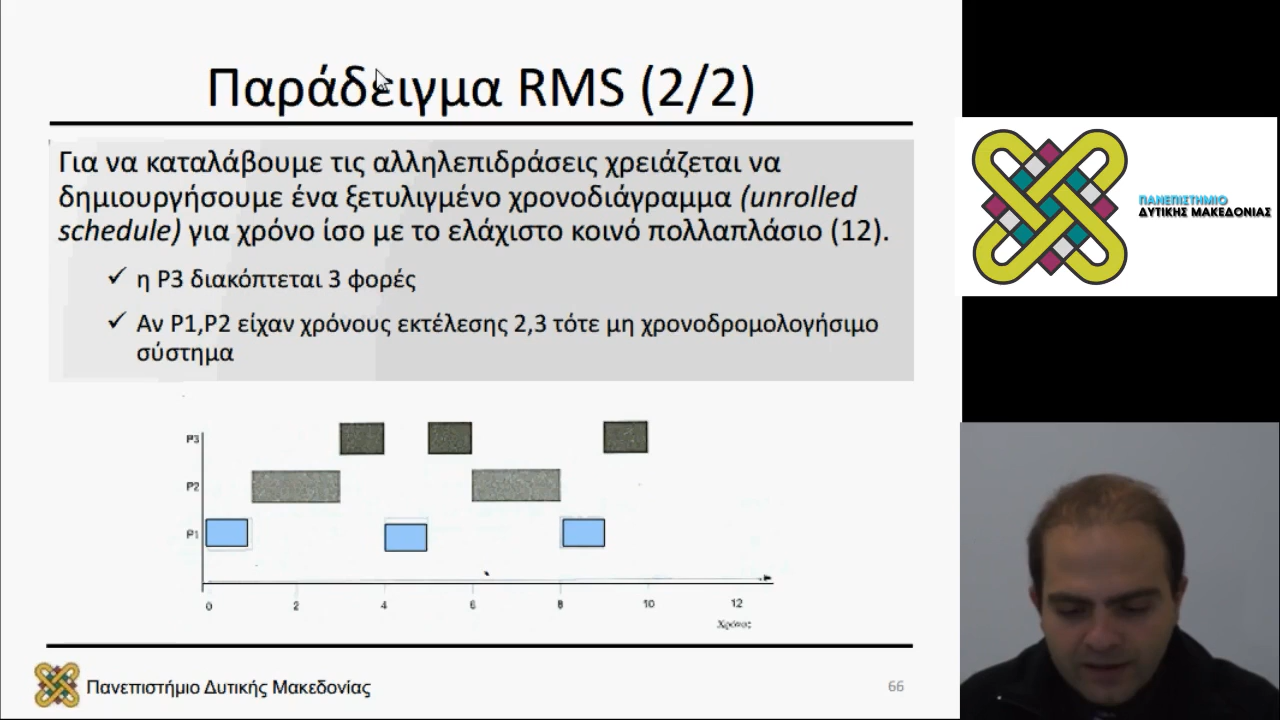 Παράδειγμα RMS (2/2)
Για να καταλάβουμε τις αλληλεπιδράσεις χρειάζεται να
δημιουργήσουμε ένα ξετυλιγμένο χρονοδιάγραμμα (unrolled
schedule) για χρόνο ίσο με το ελάχιστο κοινό πολλαπλάσιο (12).
✓ η P3 διακόπτεται 3 φορές
✓ Αν P1,P2 είχαν χρόνους εκτέλεσης 2,3 τότε μη χρονοδρομολογήσιμο
σύστημα
P3
P2
P1
0 2 4 6 8 10 12
Χρόνος
Πανεπιστήμιο Δυτικής Μακεδονίας
66
ΠΑΝΕΠΙΣΤΗΜΙΟ
ΔΥΤΙΚΗΣ ΜΑΚΕΔΟΝΙΑΣ